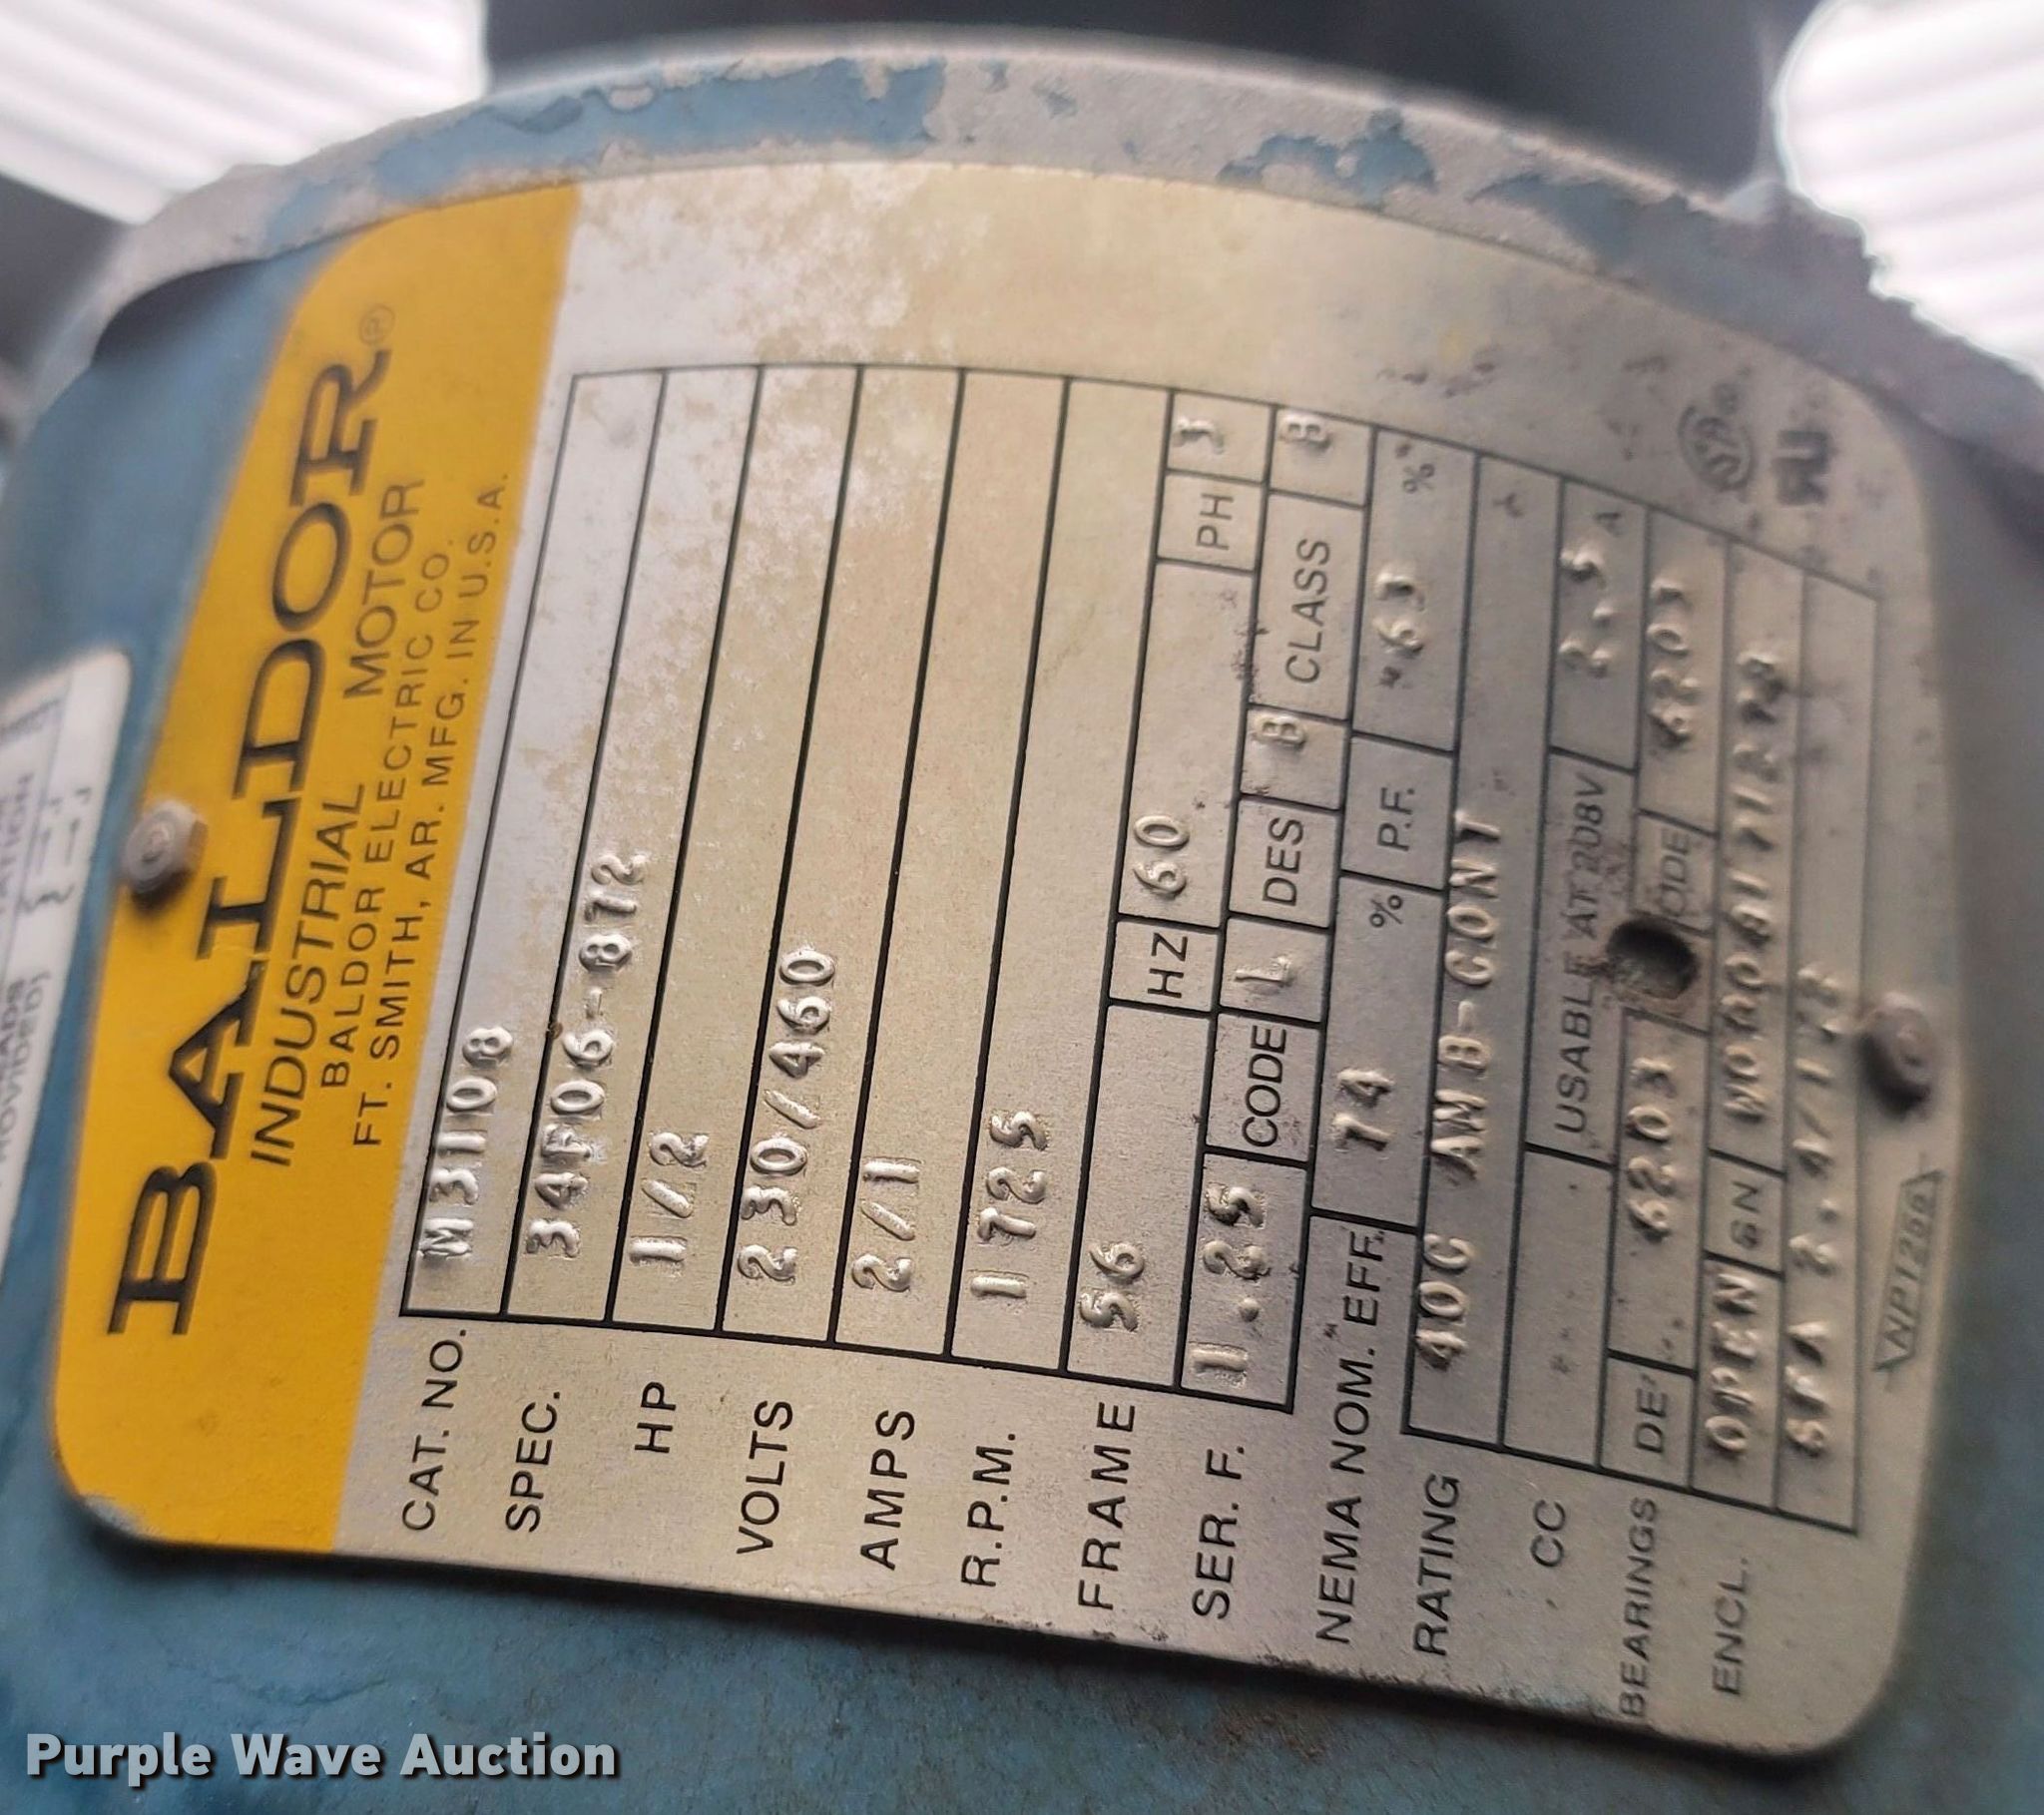 BALDOR
INDUSTRIAL MOTOR
BALDOR ELECTRIC CO.
FT. SMITH, AR. MFG. IN U.S.A.
CAT. NO. M3110B
SPEC. 34F06-872
HP 1/2
VOLTS 230/460
AMPS 2/1
R.P.M. 1725
FRAME 56 HZ 60 PH 3
SER. F. 1.25 CODE L DES B CLASS B
NEMA NOM. EFF. 74 % P.F. 63 %
RATING 40C AMB-CONT
CC USABLE AT 208V 2.5 A
BEARINGS DE 6203 ODE 6203
ENCL. OPEN SN
NP1256
Purple Wave Auction